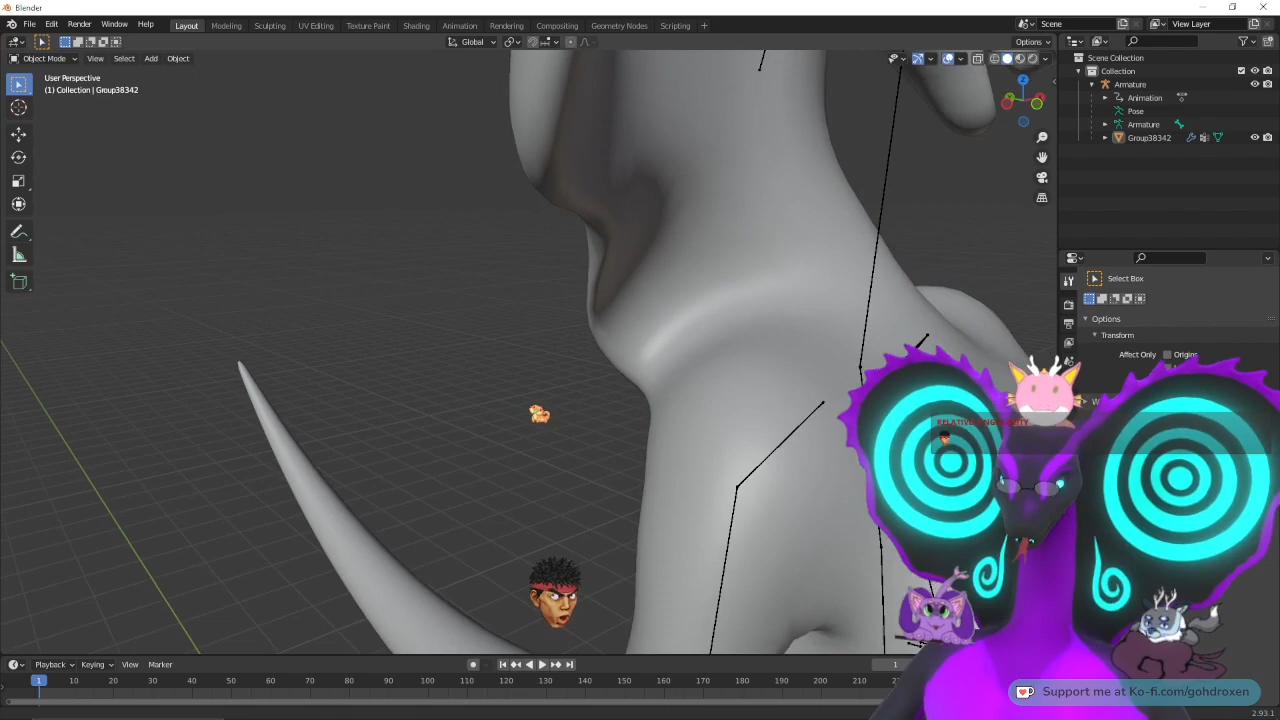 Blender
File Edit Render Window Help Layout Modeling Sculpting UV Editing Texture Paint Shading Animation Rendering Compositing Geometry Nodes Scripting + Scene View Layer
Global Options
Object Mode View Select Add Object
User Perspective
(1) Collection | Group38342
Z
Scene Collection
Collection
Armature
Animation
Pose
Armature
Group38342
Select Box
Options
Transform
Affect Only Origins
Playback Keying View Marker 1
1 10 20 30 40 50 60 70 80 90 100 110 120 130 140 150 160 170 180 190 200 210
Support me at Ko-fi.com/gohdroxen
2.93.1